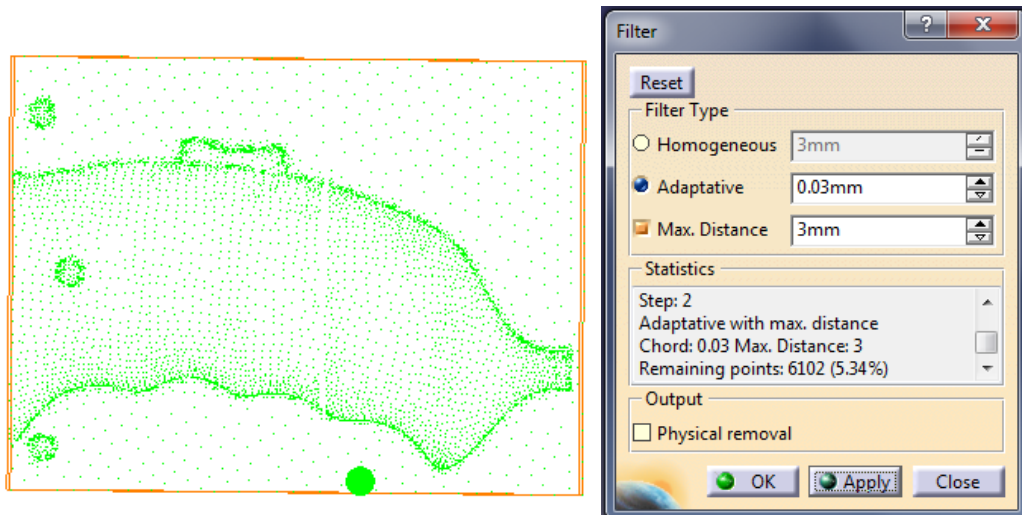 Filter
?
X
Reset
Filter Type
Homogeneous 3mm
Adaptative 0.03mm
Max. Distance 3mm
Statistics
Step: 2
Adaptative with max. distance
Chord: 0.03 Max. Distance: 3
Remaining points: 6102 (5.34%)
Output
Physical removal
OK Apply Close